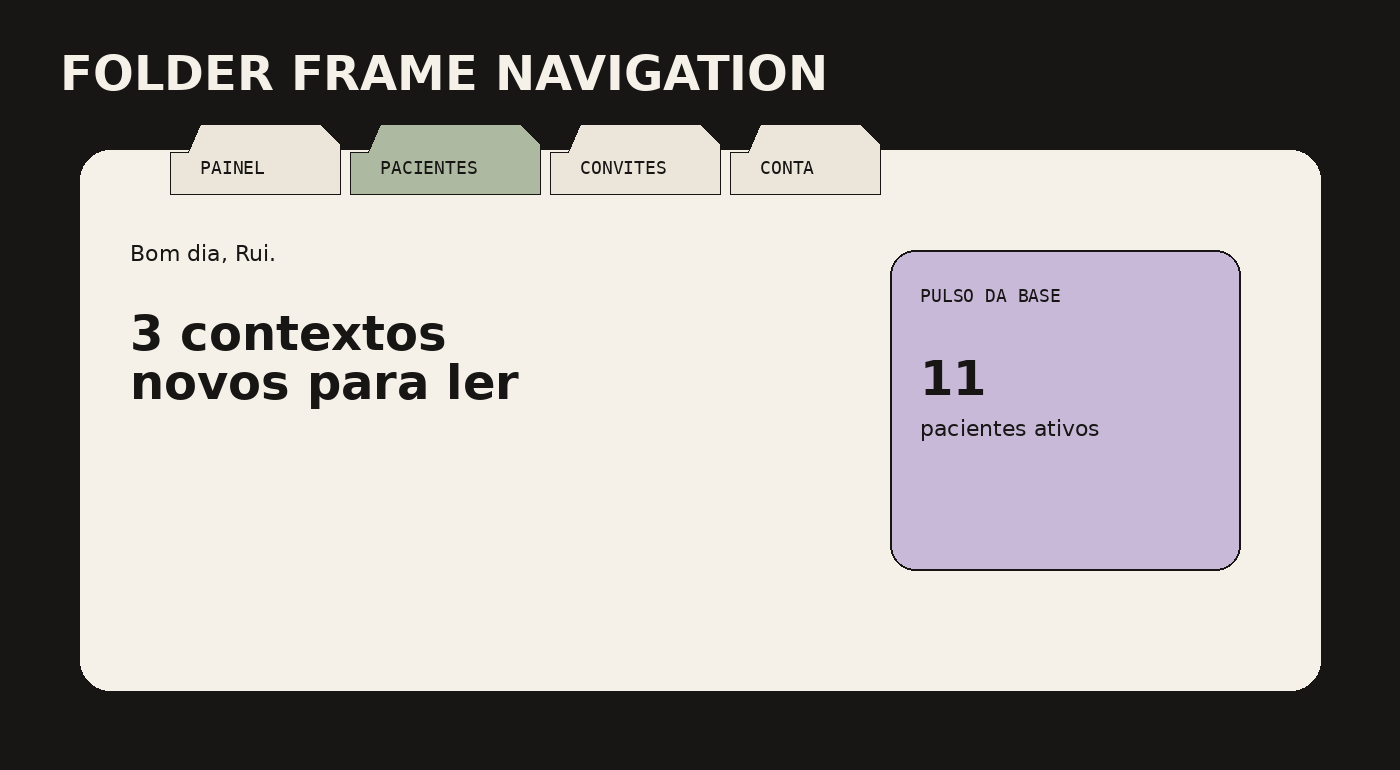 FOLDER FRAME NAVIGATION
PAINEL
PACIENTES
CONVITES
CONTA
Bom dia, Rui.
3 contextos
novos para ler
PULSO DA BASE
11
pacientes ativos